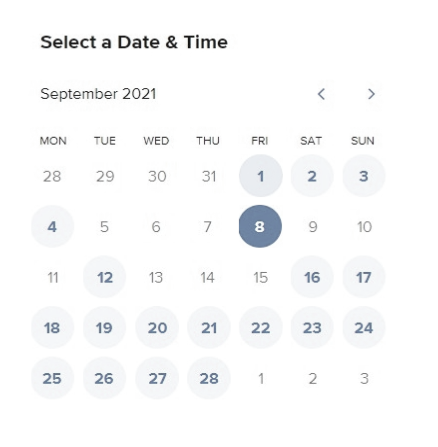 Select a Date & Time
September 2021
MON TUE WED THU FRI SAT SUN
28 29 30 31 1 2 3
4 5 6 7 8 9 10
11 12 13 14 15 16 17
18 19 20 21 22 23 24
25 26 27 28 1 2 3